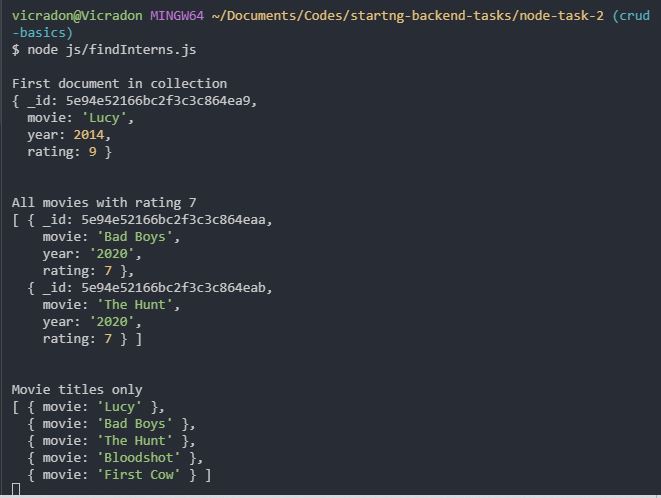 vicradon@Vicradon MINGW64 ~/Documents/Codes/startng-backend-tasks/node-task-2 (crud
-basics)
$ node js/findInterns.js

First document in collection
{ _id: 5e94e52166bc2f3c3c864ea9,
  movie: 'Lucy',
  year: 2014,
  rating: 9 }

All movies with rating 7
[ { _id: 5e94e52166bc2f3c3c864eaa,
    movie: 'Bad Boys',
    year: '2020',
    rating: 7 },
  { _id: 5e94e52166bc2f3c3c864eab,
    movie: 'The Hunt',
    year: '2020',
    rating: 7 } ]

Movie titles only
[ { movie: 'Lucy' },
  { movie: 'Bad Boys' },
  { movie: 'The Hunt' },
  { movie: 'Bloodshot' },
  { movie: 'First Cow' } ]